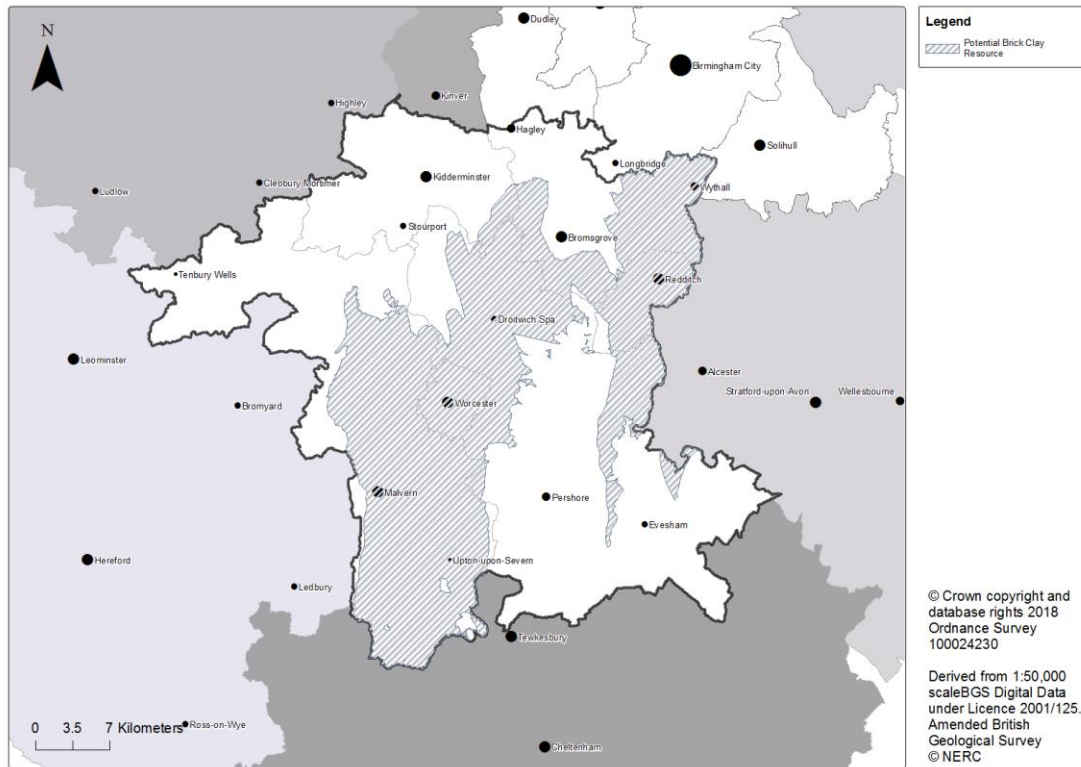 N
Dudley
Birmingham City
Kinver
Highley
Hagley
Solihull
Longbridge
Kidderminster
Cleobury Mortimer
Wythall
Ludlow
Stourport
Bromsgrove
Tenbury Wells
Redditch
Droitwich Spa
Leominster
Alcester
Stratford-upon-Avon
Wellesbourne
Bromyard
Worcester
Malvern
Pershore
Evesham
Hereford
Upton-upon-Severn
Ledbury
Tewkesbury
Ross-on-Wye
Cheltenham
0 3.5 7 Kilometers
Legend
Potential Brick Clay
Resource
© Crown copyright and
database rights 2018
Ordnance Survey
100024230
Derived from 1:50,000
scaleBGS Digital Data
under Licence 2001/125.
Amended British
Geological Survey
© NERC